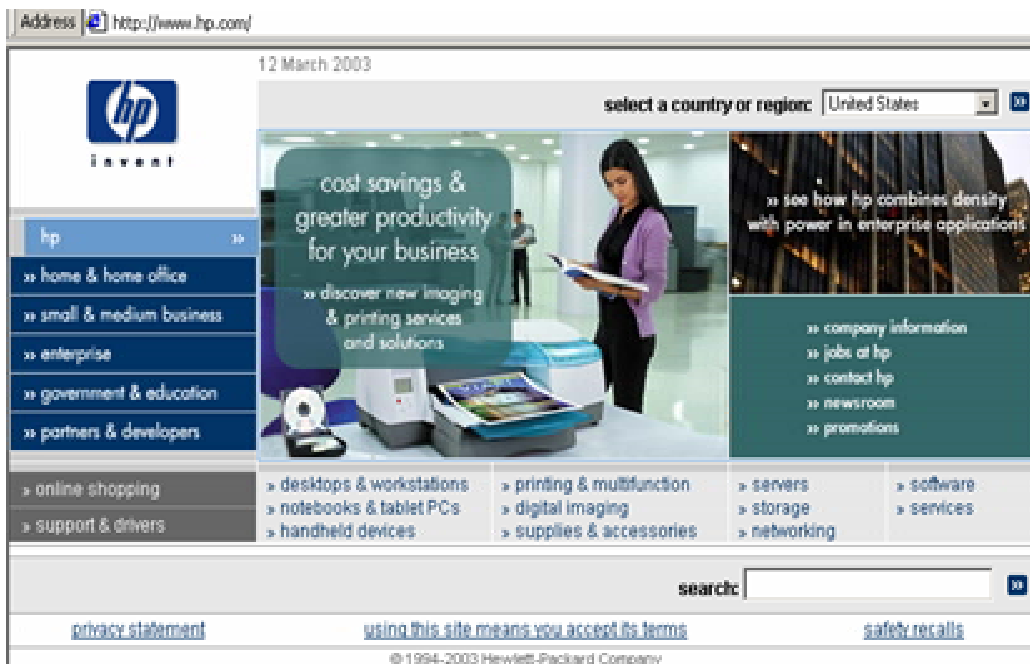 Address http://www.hp.com/
12 March 2003
hp
invent
select a country or region: United States
cost savings &
greater productivity
for your business
» discover new imaging
& printing services
and solutions
» see how hp combines density
with power in enterprise applications
» company information
» jobs at hp
» contact hp
» newsroom
» promotions
hp »
» home & home office
» small & medium business
» enterprise
» government & education
» partners & developers
» online shopping
» support & drivers
» desktops & workstations
» notebooks & tablet PCs
» handheld devices
» printing & multifunction
» digital imaging
» supplies & accessories
» servers
» storage
» networking
» software
» services
search:
privacy statement
using this site means you accept its terms
safety recalls
© 1994-2003 Hewlett-Packard Company